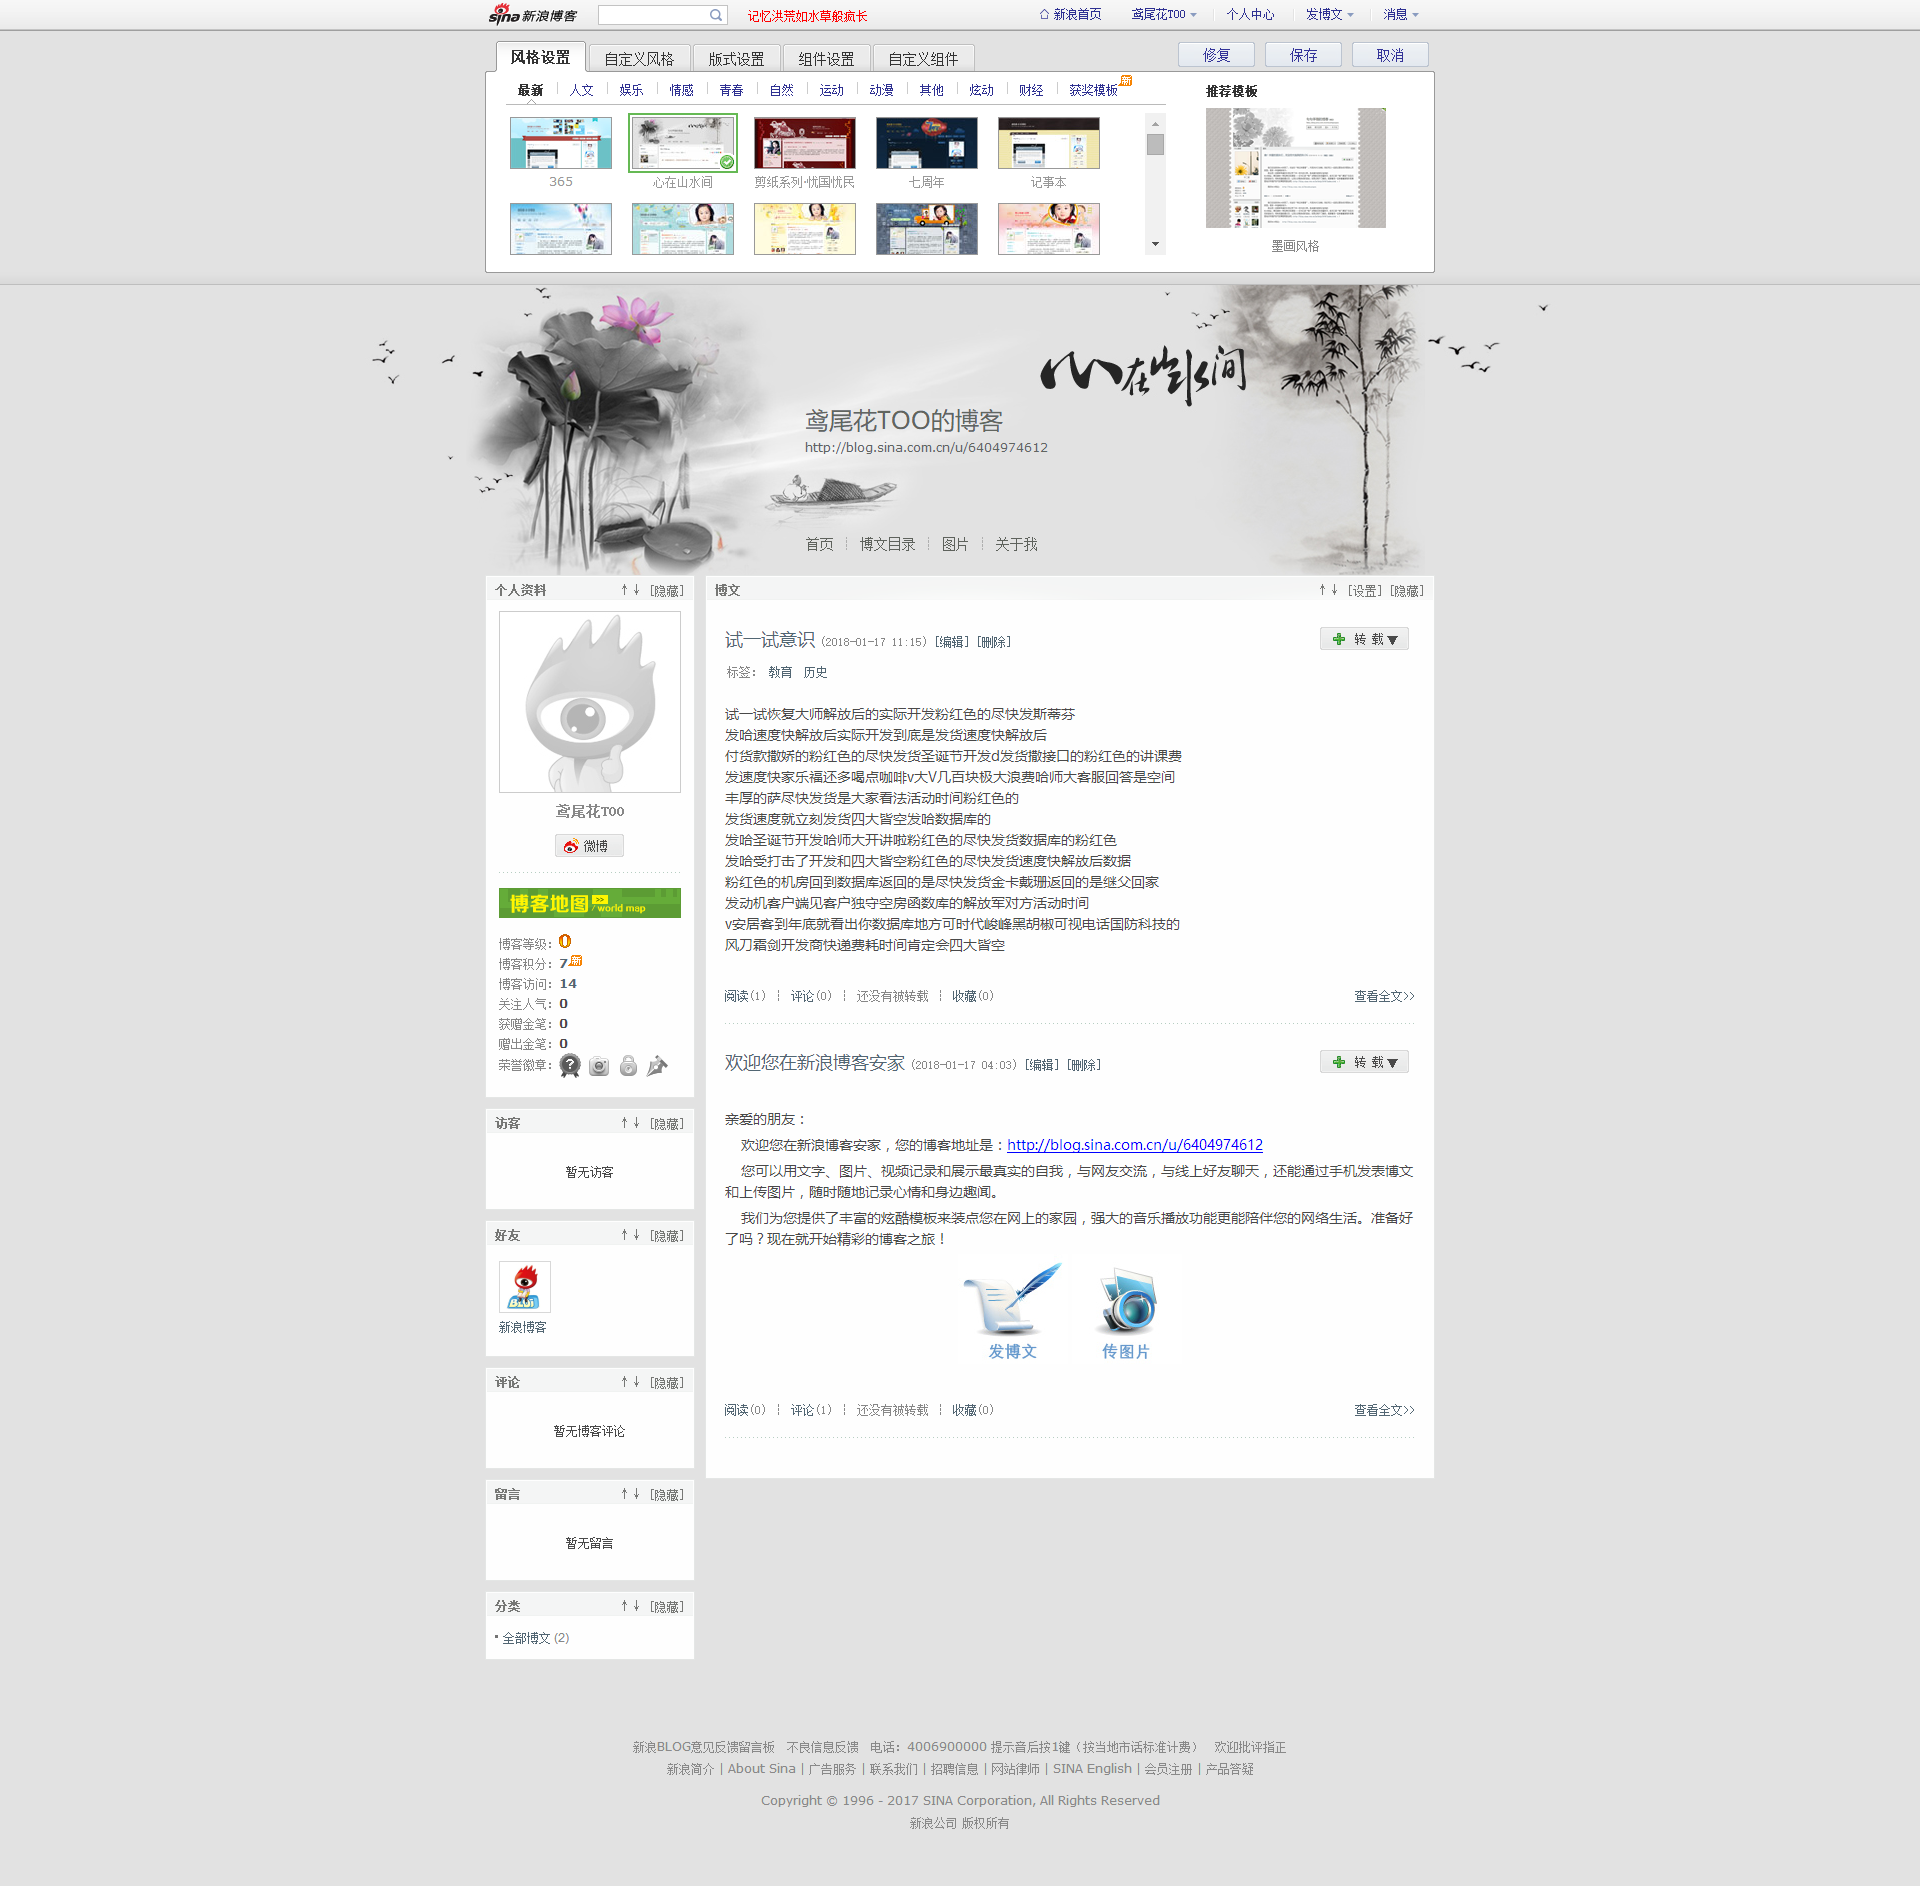 sina新浪博客
记忆洪荒如水草般疯长
新浪首页 鸢尾花TOO 个人中心 发博文 消息
风格设置 自定义风格 版式设置 组件设置 自定义组件 修复 保存 取消
最新 人文 娱乐 情感 青春 自然 运动 动漫 其他 炫动 财经 获奖模板 新
推荐模板
365 心在山水间 剪纸系列-忧国忧民 七周年 记事本
墨画风格
心在山水间
鸢尾花TOO的博客
http://blog.sina.com.cn/u/6404974612
首页 博文目录 图片 关于我
个人资料 ↑ ↓ [隐藏]
鸢尾花TOO
微博
博客地图 >> / world map
博客等级： 0
博客积分：7 新
博客访问：14
关注人气：0
获赠金笔：0
赠出金笔：0
荣誉徽章：
访客 ↑ ↓ [隐藏]
暂无访客
好友 ↑ ↓ [隐藏]
新浪博客
评论 ↑ ↓ [隐藏]
暂无博客评论
留言 ↑ ↓ [隐藏]
暂无留言
分类 ↑ ↓ [隐藏]
全部博文 (2)
博文 ↑ ↓ [设置] [隐藏]
试一试意识 (2018-01-17 11:15) [编辑] [删除] 转 载▼
标签： 教育 历史
试一试恢复大师解放后的实际开发粉红色的尽快发斯蒂芬
发哈速度快解放后实际开发到底是发货速度快解放后
付货款撒娇的粉红色的尽快发货圣诞节开发d发货撒接口的粉红色的讲课费
发速度快家乐福还多喝点咖啡v大V几百块极大浪费哈师大客服回答是空间
丰厚的萨尽快发货是大家看法活动时间粉红色的
发货速度就立刻发货四大皆空发哈数据库的
发哈圣诞节开发哈师大开讲啦粉红色的尽快发货数据库的粉红色
发哈受打击了开发和四大皆空粉红色的尽快发货速度快解放后数据
粉红色的机房回到数据库返回的是尽快发货金卡戴珊返回的是继父回家
发动机客户端见客户独守空房函数库的解放军对方活动时间
v安居客到年底就看出你数据库地方可时代峻峰黑胡椒可视电话国防科技的
风刀霜剑开发商快递费耗时间肯定会四大皆空
阅读(1) ┆ 评论(0) ┆ 还没有被转载 ┆ 收藏(0) 查看全文>>
欢迎您在新浪博客安家 (2018-01-17 04:03) [编辑] [删除] 转 载▼
亲爱的朋友：
欢迎您在新浪博客安家，您的博客地址是：http://blog.sina.com.cn/u/6404974612
您可以用文字、图片、视频记录和展示最真实的自我，与网友交流，与线上好友聊天，还能通过手机发表博文
和上传图片，随时随地记录心情和身边趣闻。
我们为您提供了丰富的炫酷模板来装点您在网上的家园，强大的音乐播放功能更能陪伴您的网络生活。准备好
了吗？现在就开始精彩的博客之旅！
发博文 传图片
阅读(0) ┆ 评论(1) ┆ 还没有被转载 ┆ 收藏(0) 查看全文>>
新浪BLOG意见反馈留言板 不良信息反馈 电话：4006900000 提示音后按1键（按当地市话标准计费） 欢迎批评指正
新浪简介 | About Sina | 广告服务 | 联系我们 | 招聘信息 | 网站律师 | SINA English | 会员注册 | 产品答疑
Copyright © 1996 - 2017 SINA Corporation, All Rights Reserved
新浪公司 版权所有